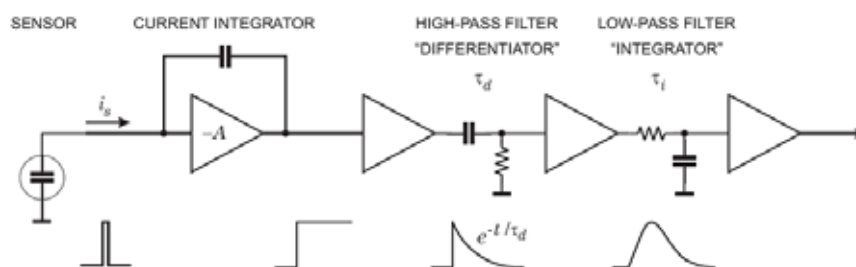 SENSOR
CURRENT INTEGRATOR
HIGH-PASS FILTER
"DIFFERENTIATOR"
τd
LOW-PASS FILTER
"INTEGRATOR"
τi
is
–A
e-t/τd